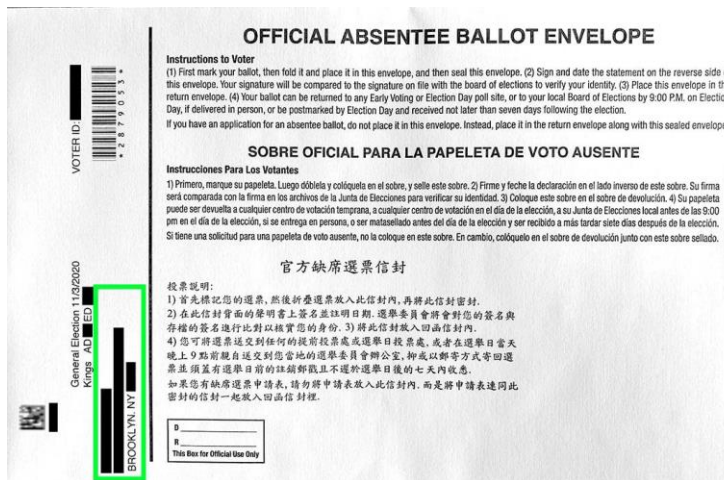 OFFICIAL ABSENTEE BALLOT ENVELOPE
Instructions to Voter
(1) First mark your ballot, then fold it and place it in this envelope, and then seal this envelope. (2) Sign and date the statement on the reverse side
this envelope. Your signature will be compared to the signature on file with the board of elections to verify your identity. (3) Place this envelope in
return envelope. (4) Your ballot can be returned to any Early Voting or Election Day poll site, or to your local Board of Elections by 9:00 P.M. on
Day, if delivered in person, or be postmarked by Election Day and received not later than seven days following the election.
If you have an application for an absentee ballot, do not place it in this envelope. Instead, place it in the return envelope along with this sealed envelope
SOBRE OFICIAL PARA LA PAPELETA DE VOTO AUSENTE
Instrucciones Para Los Votantes
1) Primero, marque su papeleta. Luego dóblela y colóquela en el sobre, y selle este sobre. 2) Firme y feche la declaración en el lado inverso de este sobre. Su firma
será comparada con la firma en los archivos de la Junta de Elecciones para verificar su identidad. 3) Coloque este sobre en el sobre de devolución. 4) Su papeleta
puede ser devuelta a cualquier centro de votación temprana, a cualquier centro de votación en el día de la elección, a su Junta de Elecciones local antes de las 9:00
pm en el día de la elección, si se entrega en persona, o ser matasellado antes del día de la elección y ser recibido a más tardar siete días después de la elección.
Si tiene una solicitud para una papeleta de voto ausente, no la coloque en este sobre. En cambio, colóquelo en el sobre de devolución junto con este sobre sellado.
官方缺席選票信封
投票說明:
1) 首先標記您的選票, 然後折疊選票放入此信封內, 再將此信封密封.
2) 在此信封背面的聲明書上簽名並註明日期. 選舉委員會將會對您的簽名與
存檔的簽名進行比對以核實您的身份. 3) 將此信封放入回函信封內.
4) 您可將選票送交到任何的提前投票處或選舉日投票處, 或者在選舉日當天
晚上9點前親自送交到您當地的選舉委員會辦公室, 抑或以郵寄方式寄回選
票並須蓋有選舉日前的註銷郵戳且不遲於選舉日後的七天內收悉.
如果您有缺席選票申請表, 請勿將申請表放入此信封內. 而是將申請表連同此
密封的信封一起放入回函信封裡.
D
R
This Box for Official Use Only
VOTER ID:
*2879053*
General Election 11/3/2020
Kings AD ED
BROOKLYN, NY